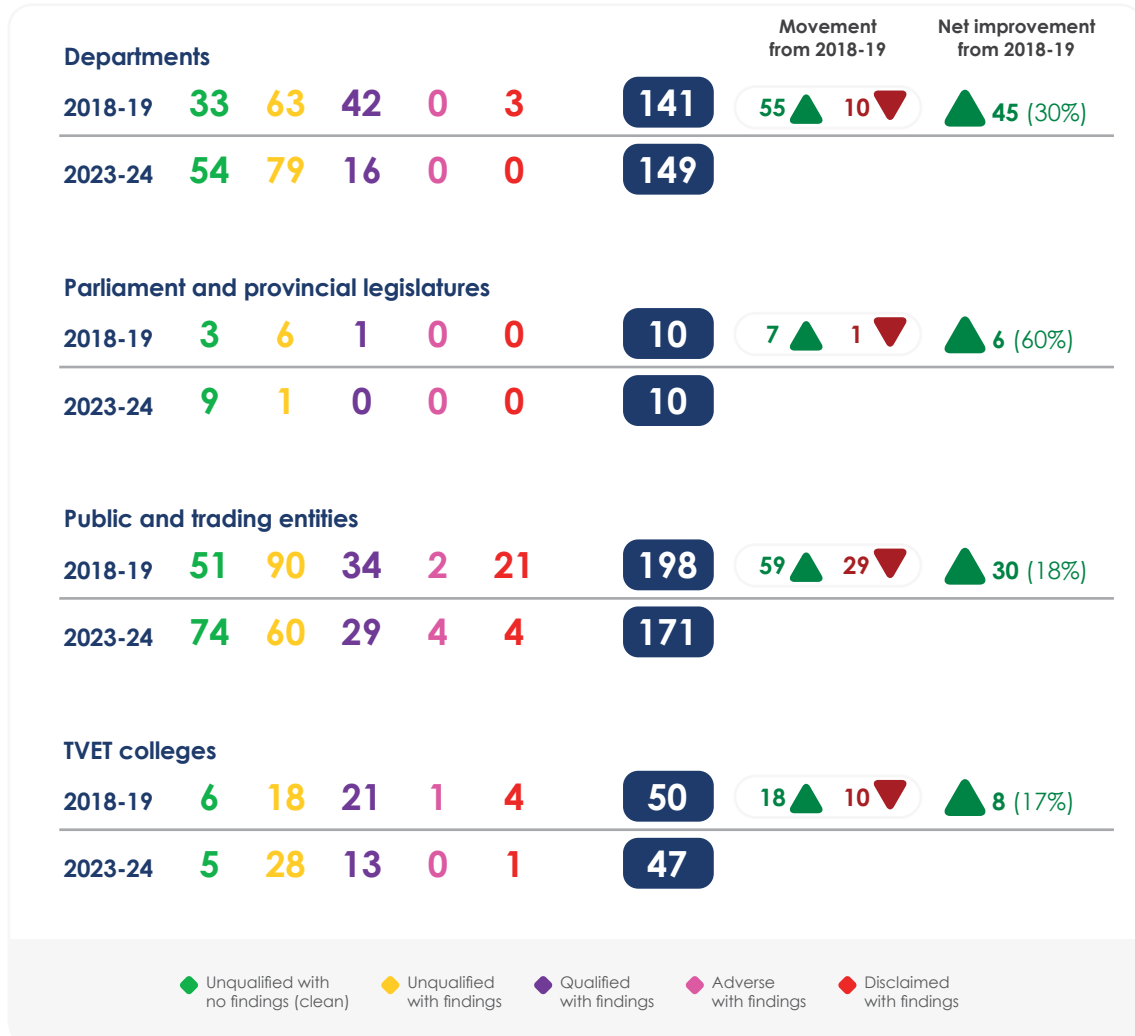 Movement
from 2018-19
Net improvement
from 2018-19
Departments
2018-19 33 63 42 0 3 141 55 10 45 (30%)
2023-24 54 79 16 0 0 149
Parliament and provincial legislatures
2018-19 3 6 1 0 0 10 7 1 6 (60%)
2023-24 9 1 0 0 0 10
Public and trading entities
2018-19 51 90 34 2 21 198 59 29 30 (18%)
2023-24 74 60 29 4 4 171
TVET colleges
2018-19 6 18 21 1 4 50 18 10 8 (17%)
2023-24 5 28 13 0 1 47
Unqualified with
no findings (clean)
Unqualified
with findings
Qualified
with findings
Adverse
with findings
Disclaimed
with findings